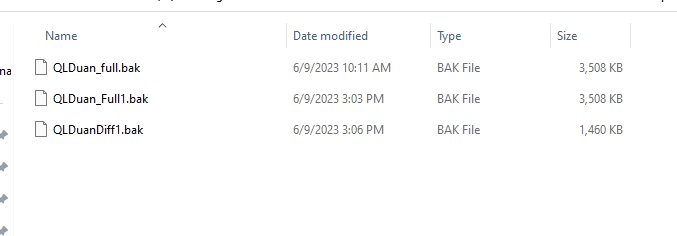 Name Date modified Type Size
na
QLDuan_full.bak 6/9/2023 10:11 AM BAK File 3,508 KB
QLDuan_Full1.bak 6/9/2023 3:03 PM BAK File 3,508 KB
QLDuanDiff1.bak 6/9/2023 3:06 PM BAK File 1,460 KB